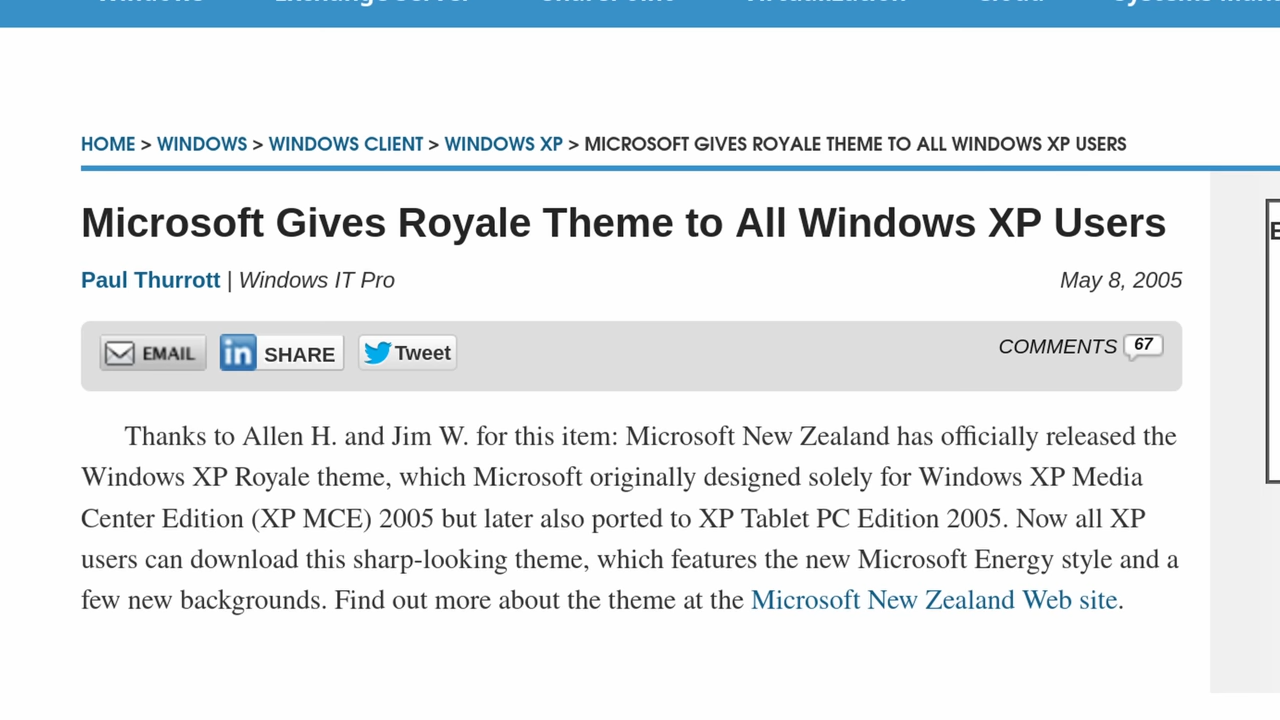 HOME > WINDOWS > WINDOWS CLIENT > WINDOWS XP > MICROSOFT GIVES ROYALE THEME TO ALL WINDOWS XP USERS
Microsoft Gives Royale Theme to All Windows XP Users
Paul Thurrott | Windows IT Pro May 8, 2005
EMAIL in SHARE Tweet COMMENTS 67
Thanks to Allen H. and Jim W. for this item: Microsoft New Zealand has officially released the
Windows XP Royale theme, which Microsoft originally designed solely for Windows XP Media
Center Edition (XP MCE) 2005 but later also ported to XP Tablet PC Edition 2005. Now all XP
users can download this sharp-looking theme, which features the new Microsoft Energy style and a
few new backgrounds. Find out more about the theme at the Microsoft New Zealand Web site.